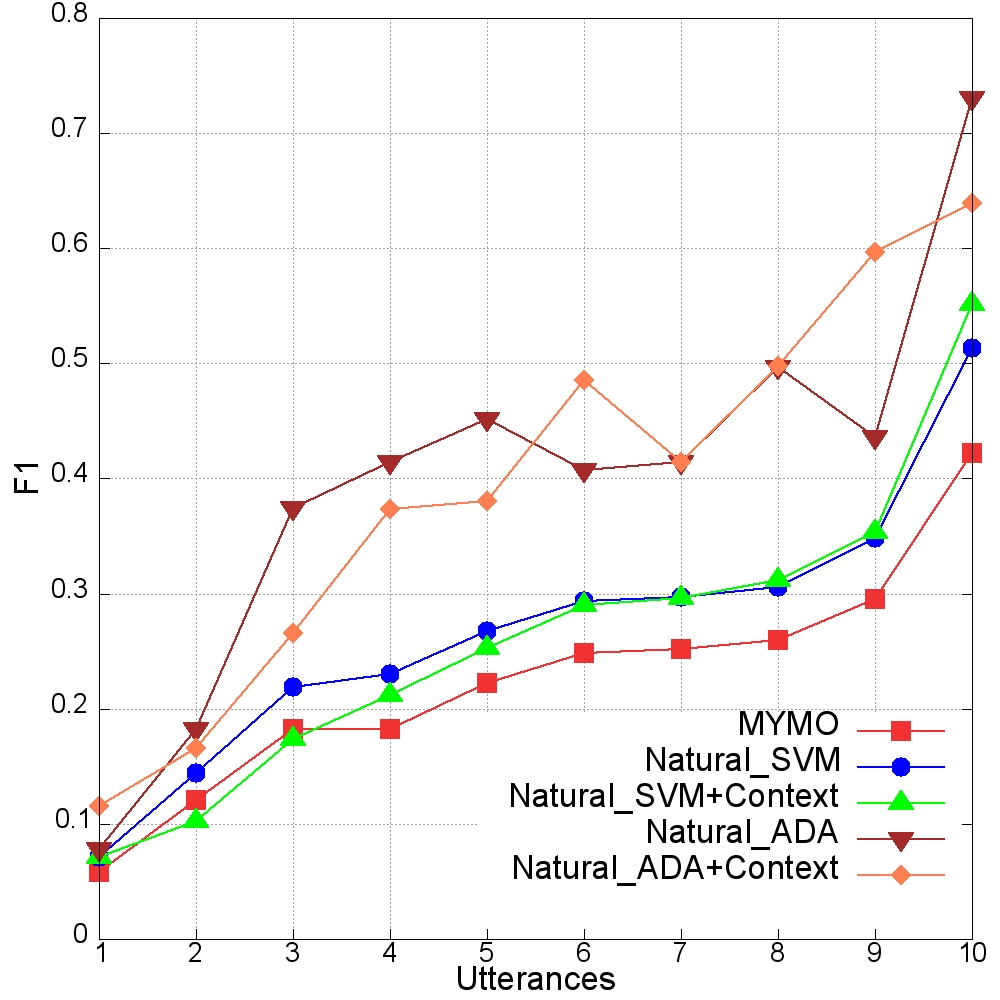 0.8
0.7
0.6
0.5
0.4
0.3
0.2
0.1
0
F1
MYMO
Natural_SVM
Natural_SVM+Context
Natural_ADA
Natural_ADA+Context
1 2 3 4 5 6 7 8 9 10
Utterances